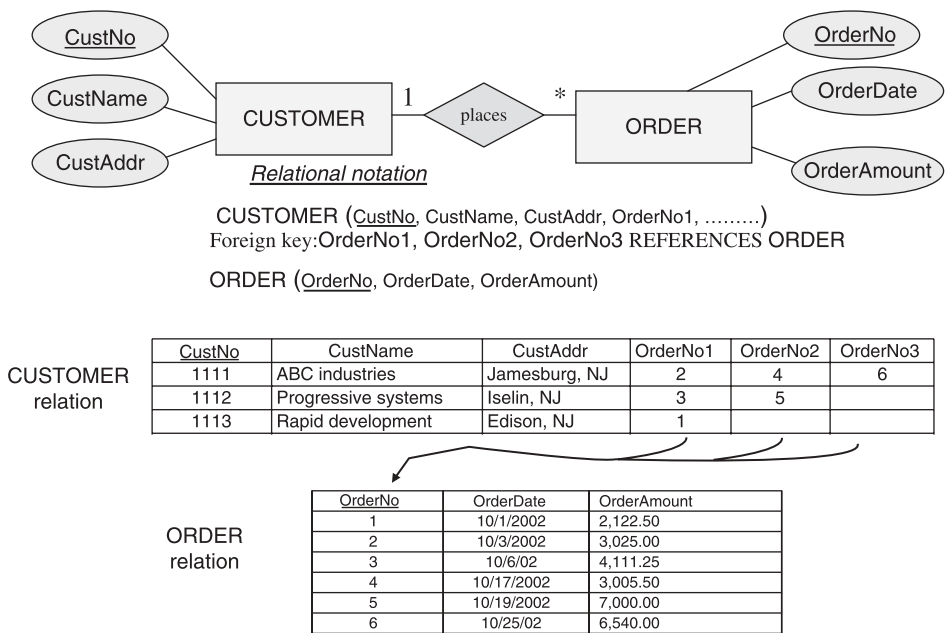 CustNo
OrderNo
CustName
OrderDate
CUSTOMER 1 places * ORDER
CustAddr
OrderAmount
Relational notation
CUSTOMER (CustNo, CustName, CustAddr, OrderNo1, .........)
Foreign key:OrderNo1, OrderNo2, OrderNo3 REFERENCES ORDER
ORDER (OrderNo, OrderDate, OrderAmount)
CUSTOMER
relation
CustNo CustName CustAddr OrderNo1 OrderNo2 OrderNo3
1111 ABC industries Jamesburg, NJ 2 4 6
1112 Progressive systems Iselin, NJ 3 5
1113 Rapid development Edison, NJ 1
ORDER
relation
OrderNo OrderDate OrderAmount
1 10/1/2002 2,122.50
2 10/3/2002 3,025.00
3 10/6/02 4,111.25
4 10/17/2002 3,005.50
5 10/19/2002 7,000.00
6 10/25/02 6,540.00